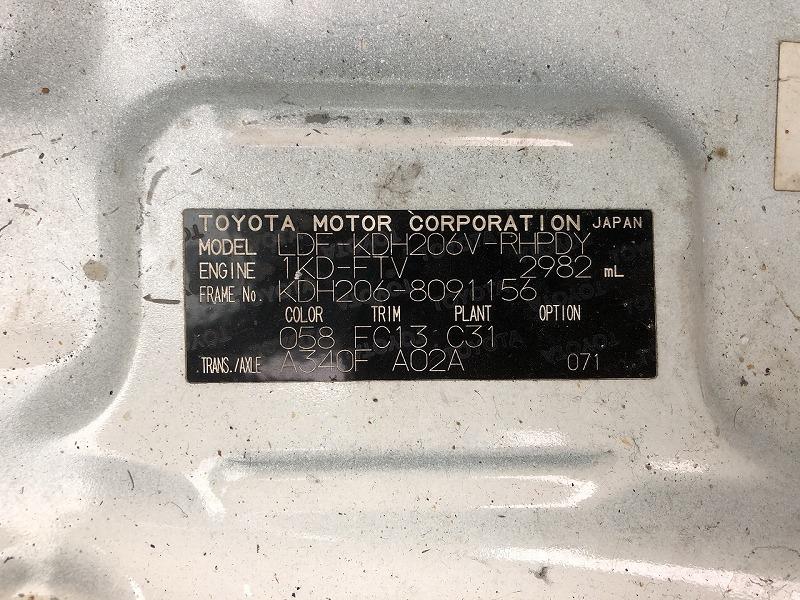 TOYOTA MOTOR CORPORATION JAPAN
MODEL LDF-KDH206V-RHPDY
ENGINE 1KD-FTV 2982 mL
FRAME No. KDH206-8091156
COLOR TRIM PLANT OPTION
058 FC13 C31
TRANS./AXLE A340F A02A 071